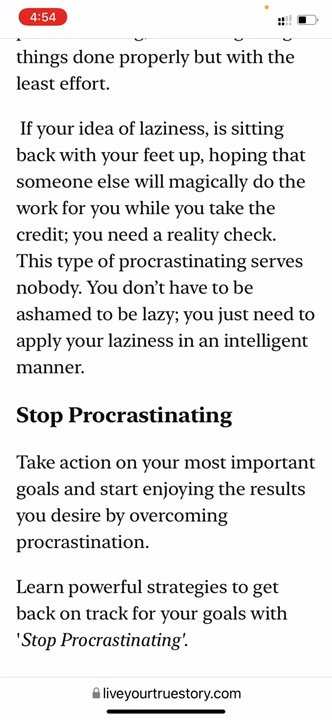 4:54
things done properly but with the
least effort.
If your idea of laziness, is sitting
back with your feet up, hoping that
someone else will magically do the
work for you while you take the
credit; you need a reality check.
This type of procrastinating serves
nobody. You don’t have to be
ashamed to be lazy; you just need to
apply your laziness in an intelligent
manner.
Stop Procrastinating
Take action on your most important
goals and start enjoying the results
you desire by overcoming
procrastination.
Learn powerful strategies to get
back on track for your goals with
'Stop Procrastinating'.
liveyourtruestory.com